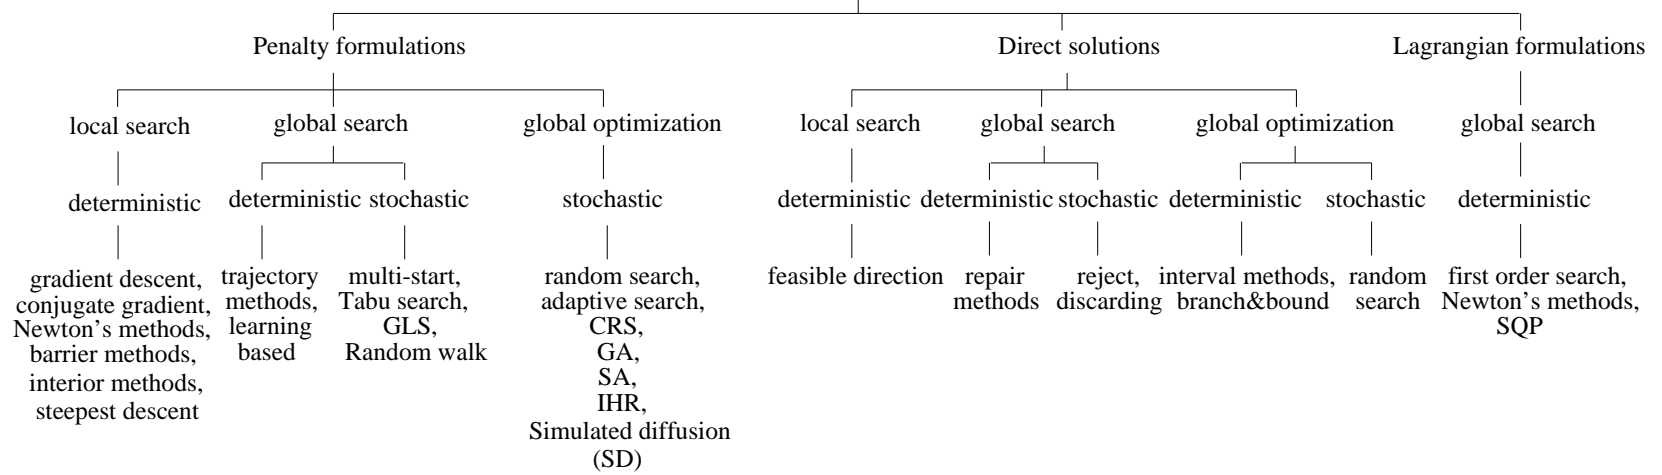 Penalty formulations
Direct solutions
Lagrangian formulations
local search
global search
global optimization
local search
global search
global optimization
global search
deterministic
deterministic
stochastic
stochastic
deterministic
deterministic
stochastic
deterministic
stochastic
deterministic
gradient descent,
conjugate gradient,
Newton's methods,
barrier methods,
interior methods,
steepest descent
trajectory
methods,
learning
based
multi-start,
Tabu search,
GLS,
Random walk
random search,
adaptive search,
CRS,
GA,
SA,
IHR,
Simulated diffusion
(SD)
feasible direction
repair
methods
reject,
discarding
interval methods,
branch&bound
random
search
first order search,
Newton's methods,
SQP